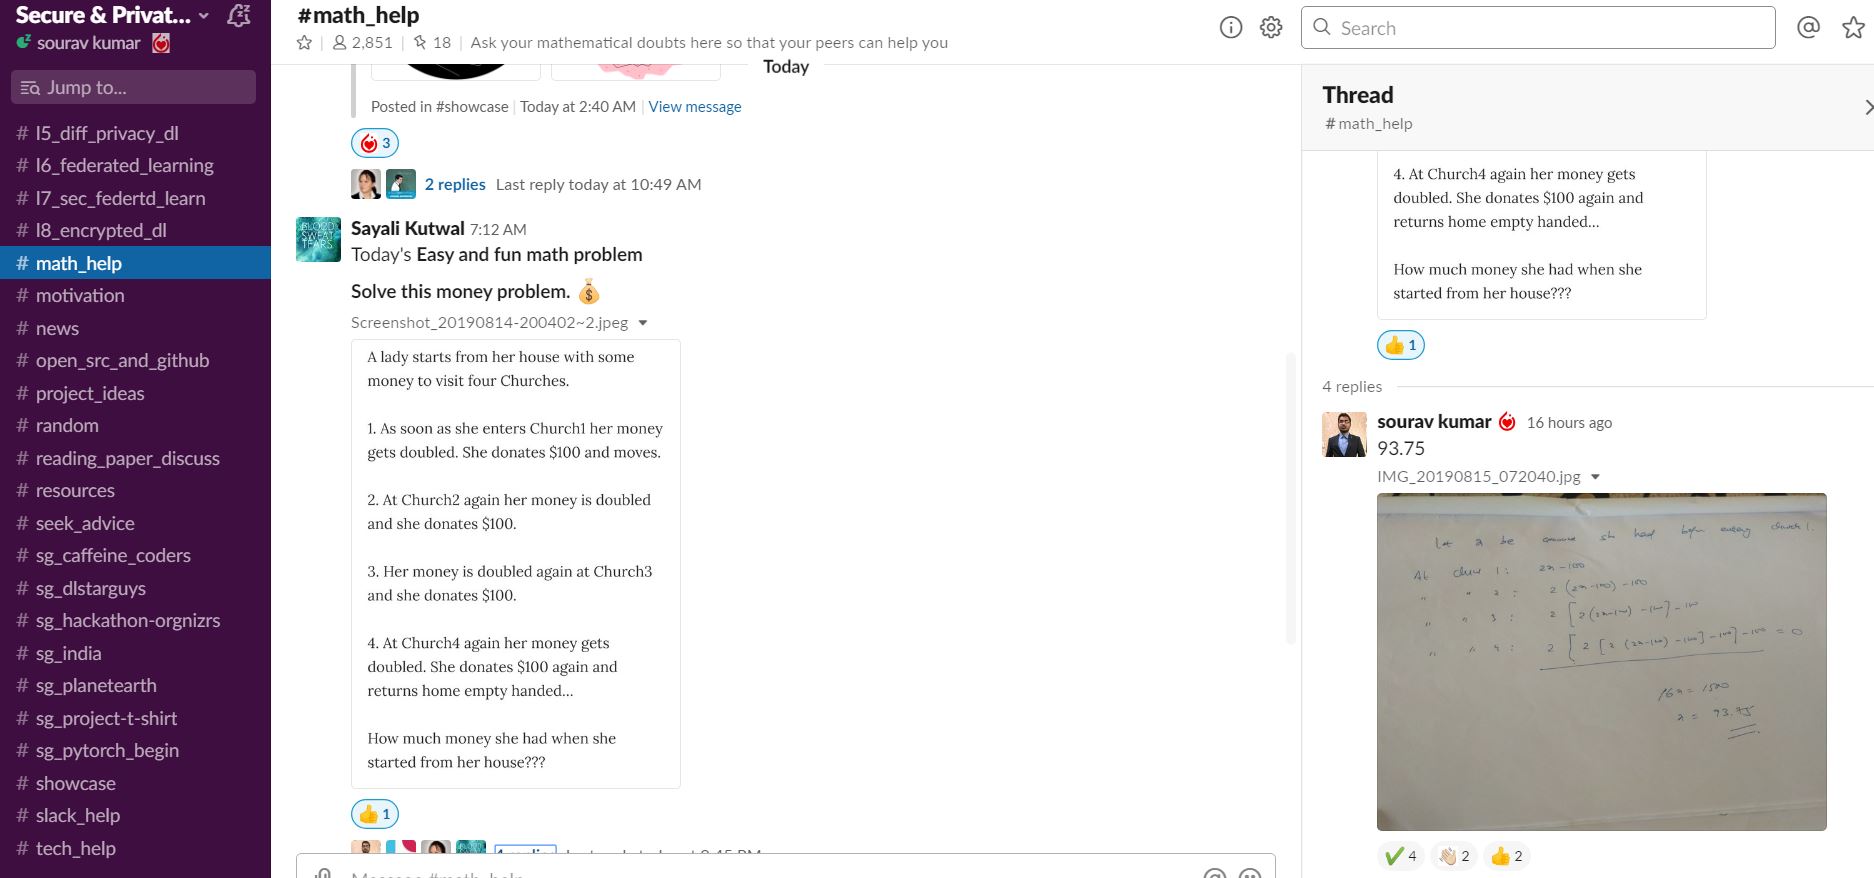 Secure & Privat...
sourav kumar
Jump to...
# l5_diff_privacy_dl
# l6_federated_learning
# l7_sec_federtd_learn
# l8_encrypted_dl
# math_help
# motivation
# news
# open_src_and_github
# project_ideas
# random
# reading_paper_discuss
# resources
# seek_advice
# sg_caffeine_coders
# sg_dlstarguys
# sg_hackathon-orgnizrs
# sg_india
# sg_planetearth
# sg_project-t-shirt
# sg_pytorch_begin
# showcase
# slack_help
# tech_help
#math_help
2,851 | 18 | Ask your mathematical doubts here so that your peers can help you
Search
Today
Posted in #showcase | Today at 2:40 AM | View message
3
2 replies Last reply today at 10:49 AM
Sayali Kutwal 7:12 AM
Today's Easy and fun math problem
Solve this money problem.
Screenshot_20190814-200402~2.jpeg
A lady starts from her house with some
money to visit four Churches.
1. As soon as she enters Church1 her money
gets doubled. She donates $100 and moves.
2. At Church2 again her money is doubled
and she donates $100.
3. Her money is doubled again at Church3
and she donates $100.
4. At Church4 again her money gets
doubled. She donates $100 again and
returns home empty handed...
How much money she had when she
started from her house???
1
Message #math_help
Thread
# math_help
4. At Church4 again her money gets
doubled. She donates $100 again and
returns home empty handed...
How much money she had when she
started from her house???
1
4 replies
sourav kumar 16 hours ago
93.75
IMG_20190815_072040.jpg
Let x be she had before church 1.
At 1: 2x-100
2: 2 (2x-100) -100
3: 2 [2(2x-100) -100] -100
4: 2 [2 [2 (2x-100) -100] -100] -100 = 0
16x = 1500
x = 93.75
4 2 2